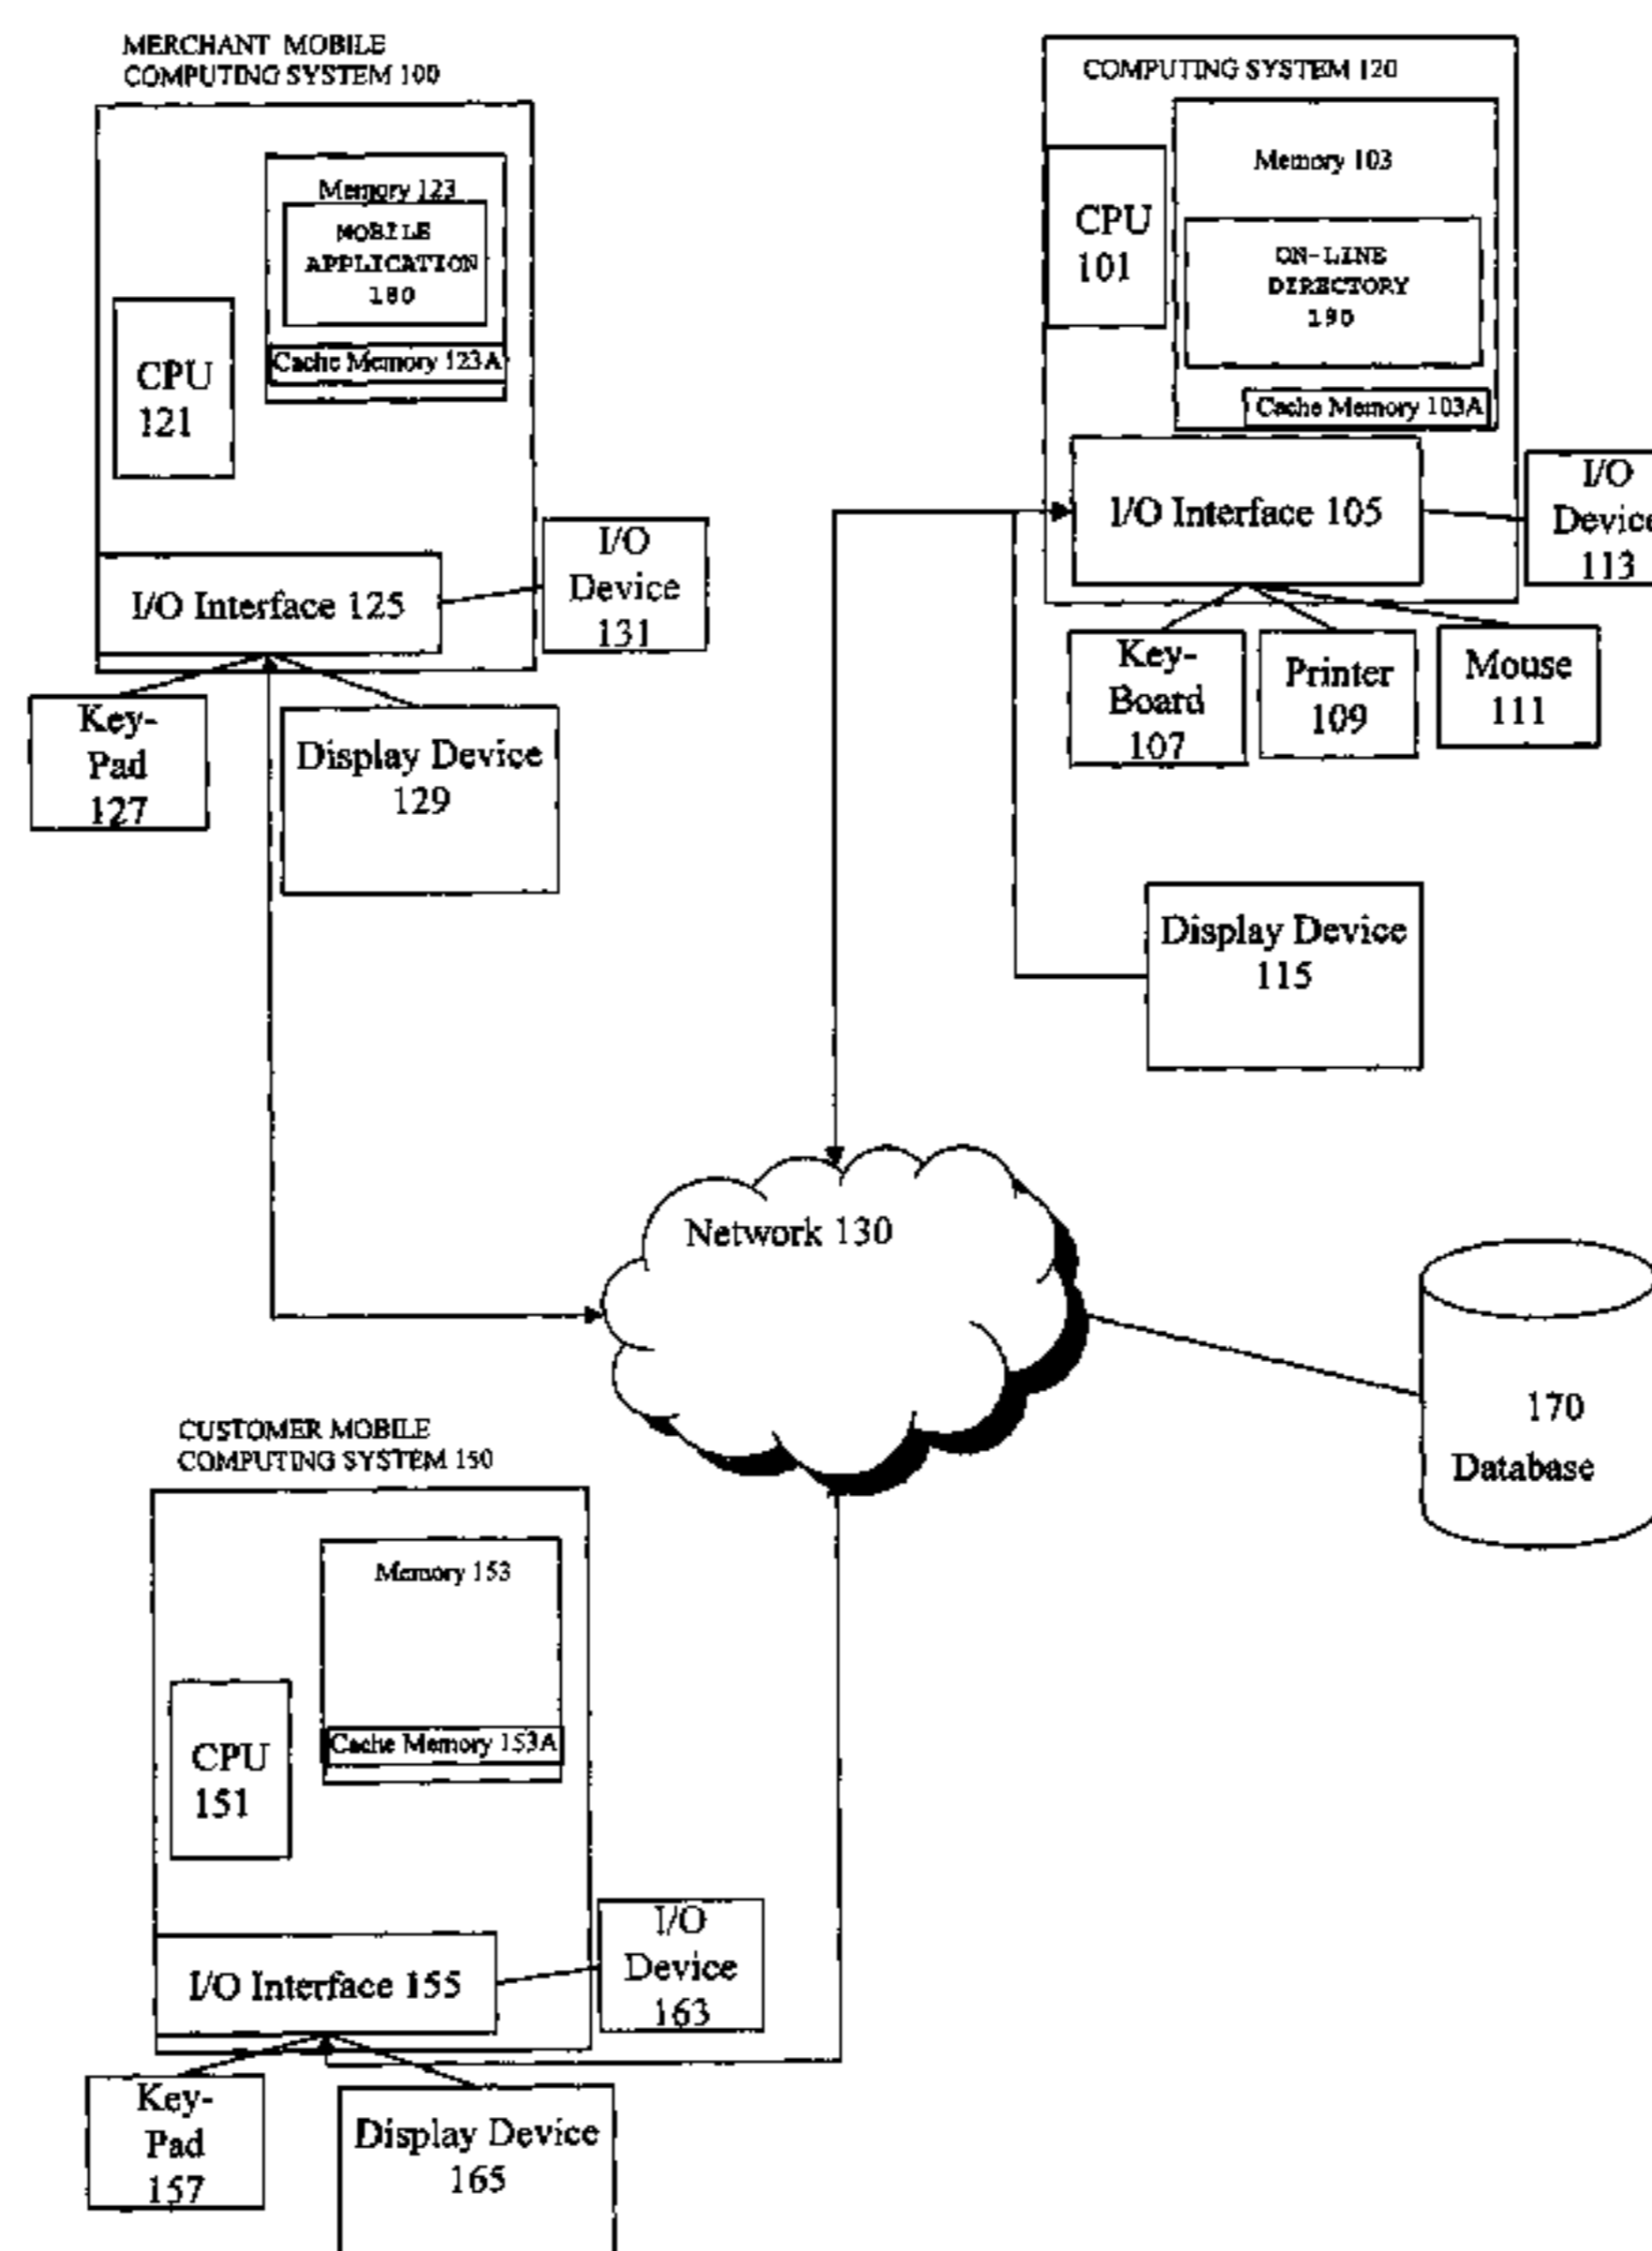 MERCHANT MOBILE
COMPUTING SYSTEM 100
Memory 123
MOBILE
APPLICATION
180
Cache Memory 123A
CPU
121
I/O Interface 125
I/O
Device
131
Key-
Pad
127
Display Device
129
COMPUTING SYSTEM 120
Memory 103
CPU
101
ON-LINE
DIRECTORY
190
Cache Memory 103A
I/O Interface 105
I/O
Device
113
Key-
Board
107
Printer
109
Mouse
111
Display Device
115
Network 130
170
Database
CUSTOMER MOBILE
COMPUTING SYSTEM 150
Memory 153
Cache Memory 153A
CPU
151
I/O Interface 155
I/O
Device
163
Key-
Pad
157
Display Device
165